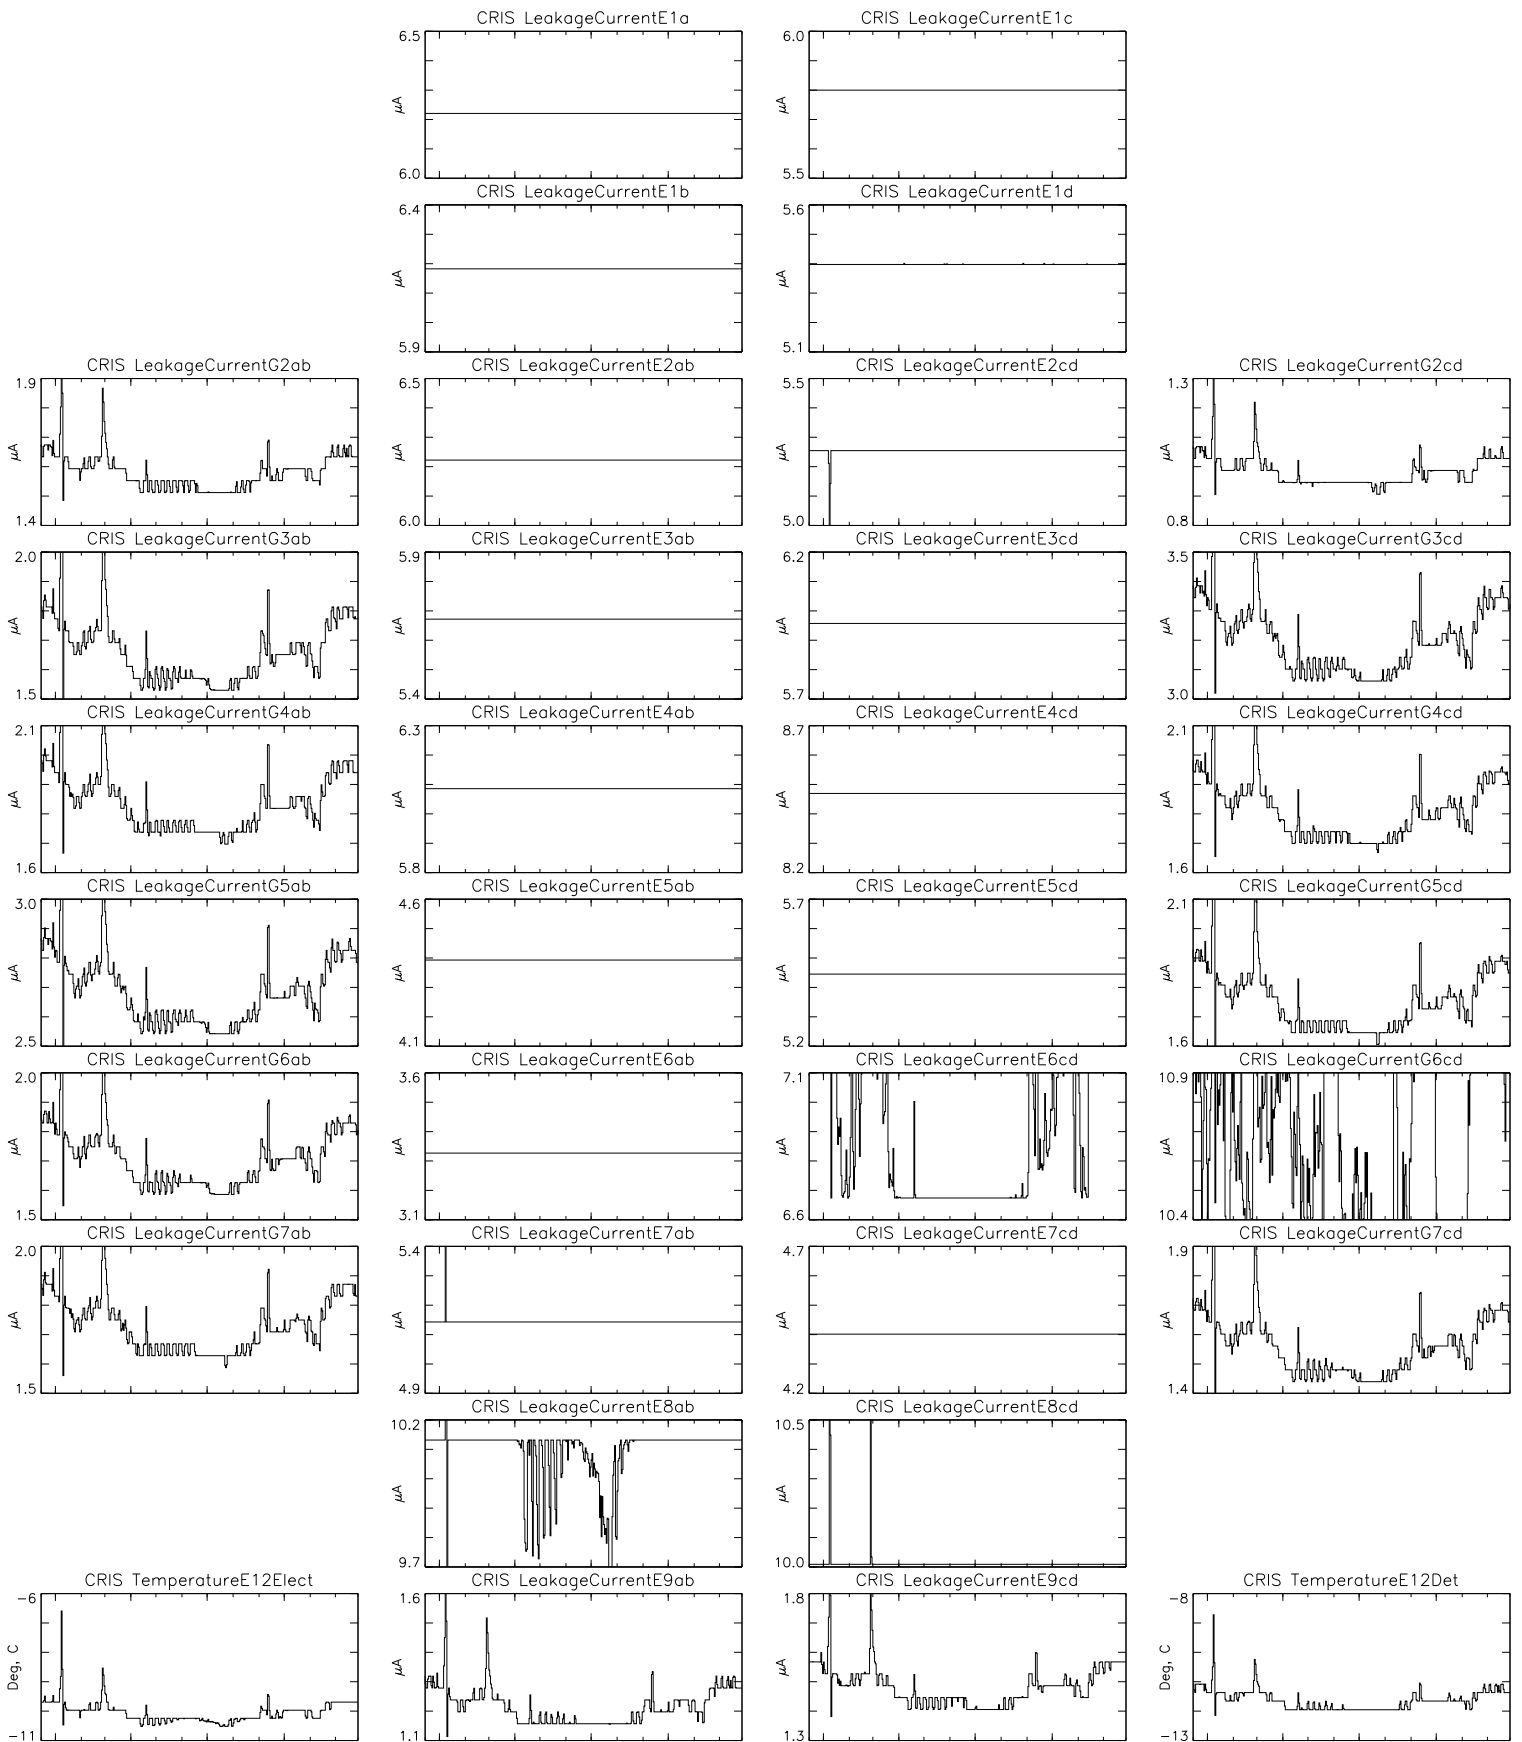 CRIS LeakageCurrentE1a CRIS LeakageCurrentE1c
6.5 6.0
μA μA
6.0 5.5
CRIS LeakageCurrentE1b CRIS LeakageCurrentE1d
6.4 5.6
μA μA
5.9 5.1
CRIS LeakageCurrentG2ab CRIS LeakageCurrentE2ab CRIS LeakageCurrentE2cd CRIS LeakageCurrentG2cd
1.9 6.5 5.5 1.3
μA μA μA μA
1.4 6.0 5.0 0.8
CRIS LeakageCurrentG3ab CRIS LeakageCurrentE3ab CRIS LeakageCurrentE3cd CRIS LeakageCurrentG3cd
2.0 5.9 6.2 3.5
μA μA μA μA
1.5 5.4 5.7 3.0
CRIS LeakageCurrentG4ab CRIS LeakageCurrentE4ab CRIS LeakageCurrentE4cd CRIS LeakageCurrentG4cd
2.1 6.3 8.7 2.1
μA μA μA μA
1.6 5.8 8.2 1.6
CRIS LeakageCurrentG5ab CRIS LeakageCurrentE5ab CRIS LeakageCurrentE5cd CRIS LeakageCurrentG5cd
3.0 4.6 5.7 2.1
μA μA μA μA
2.5 4.1 5.2 1.6
CRIS LeakageCurrentG6ab CRIS LeakageCurrentE6ab CRIS LeakageCurrentE6cd CRIS LeakageCurrentG6cd
2.0 3.6 7.1 10.9
μA μA μA μA
1.5 3.1 6.6 10.4
CRIS LeakageCurrentG7ab CRIS LeakageCurrentE7ab CRIS LeakageCurrentE7cd CRIS LeakageCurrentG7cd
2.0 5.4 4.7 1.9
μA μA μA μA
1.5 4.9 4.2 1.4
CRIS LeakageCurrentE8ab CRIS LeakageCurrentE8cd
10.2 10.5
μA μA
9.7 10.0
CRIS TemperatureE12Elect CRIS LeakageCurrentE9ab CRIS LeakageCurrentE9cd CRIS TemperatureE12Det
-6 1.6 1.8 -8
Deg, C μA μA Deg, C
-11 1.1 1.3 -13